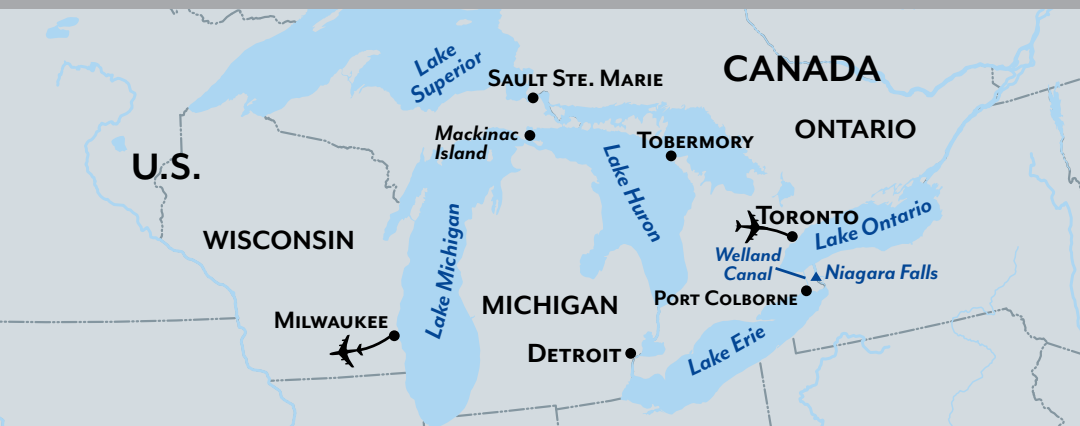 Lake
Superior
SAULT STE. MARIE
CANADA
Mackinac
Island
TOBERMORY
ONTARIO
U.S.
Lake Huron
WISCONSIN
Lake Michigan
TORONTO
Lake Ontario
Welland
Canal
Niagara Falls
MICHIGAN
PORT COLBORNE
MILWAUKEE
DETROIT
Lake Erie